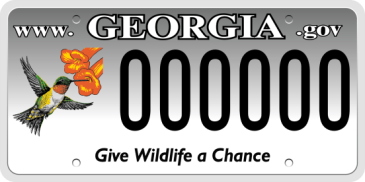 www. GEORGIA .gov
000000
Give Wildlife a Chance